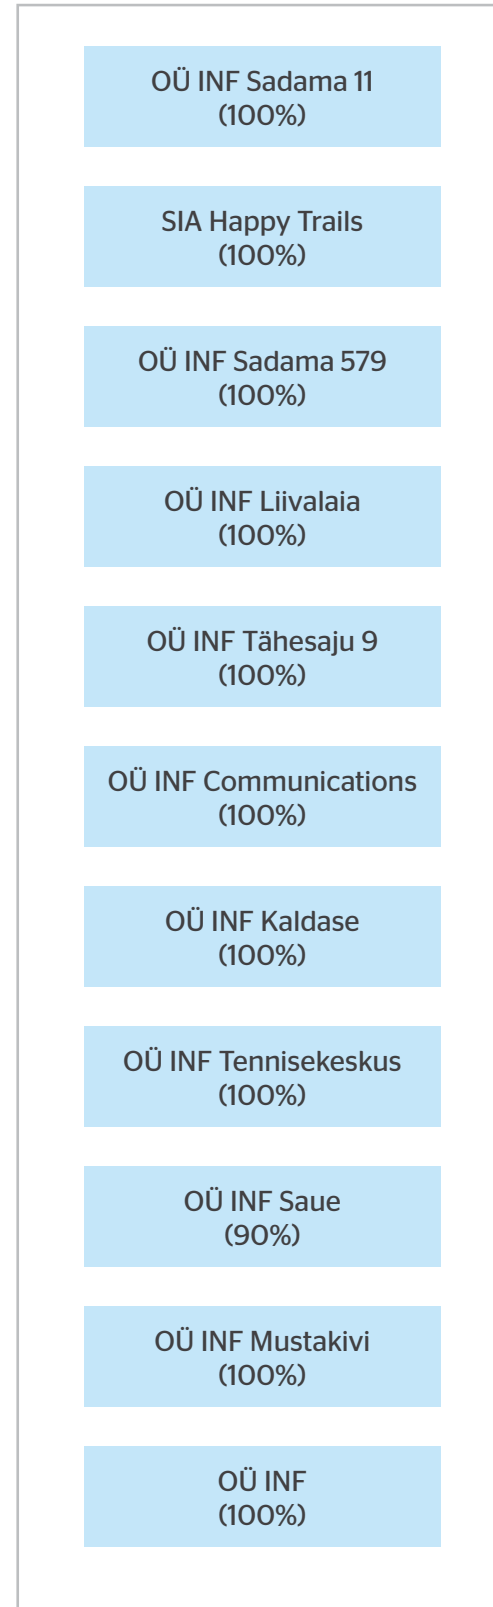 OÜ INF Sadama 11
(100%)
SIA Happy Trails
(100%)
OÜ INF Sadama 579
(100%)
OÜ INF Liivalaia
(100%)
OÜ INF Tähesaju 9
(100%)
OÜ INF Communications
(100%)
OÜ INF Kaldase
(100%)
OÜ INF Tennisekeskus
(100%)
OÜ INF Saue
(90%)
OÜ INF Mustakivi
(100%)
OÜ INF
(100%)